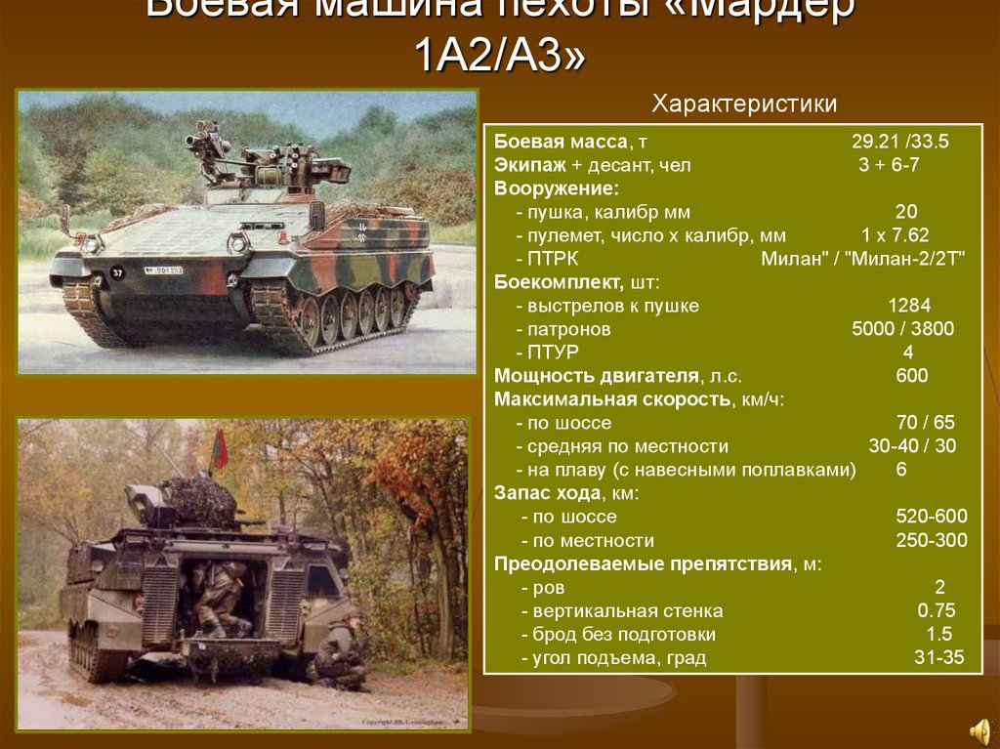 Боевая машина пехоты «Мардер
1А2/А3»
Характеристики
Боевая масса, т 29.21 /33.5
Экипаж + десант, чел 3 + 6-7
Вооружение:
- пушка, калибр мм 20
- пулемет, число х калибр, мм 1 х 7.62
- ПТРК Милан" / "Милан-2/2Т"
Боекомплект, шт:
- выстрелов к пушке 1284
- патронов 5000 / 3800
- ПТУР 4
Мощность двигателя, л.с. 600
Максимальная скорость, км/ч:
- по шоссе 70 / 65
- средняя по местности 30-40 / 30
- на плаву (с навесными поплавками) 6
Запас хода, км:
- по шоссе 520-600
- по местности 250-300
Преодолеваемые препятствия, м:
- ров 2
- вертикальная стенка 0.75
- брод без подготовки 1.5
- угол подъема, град 31-35
37